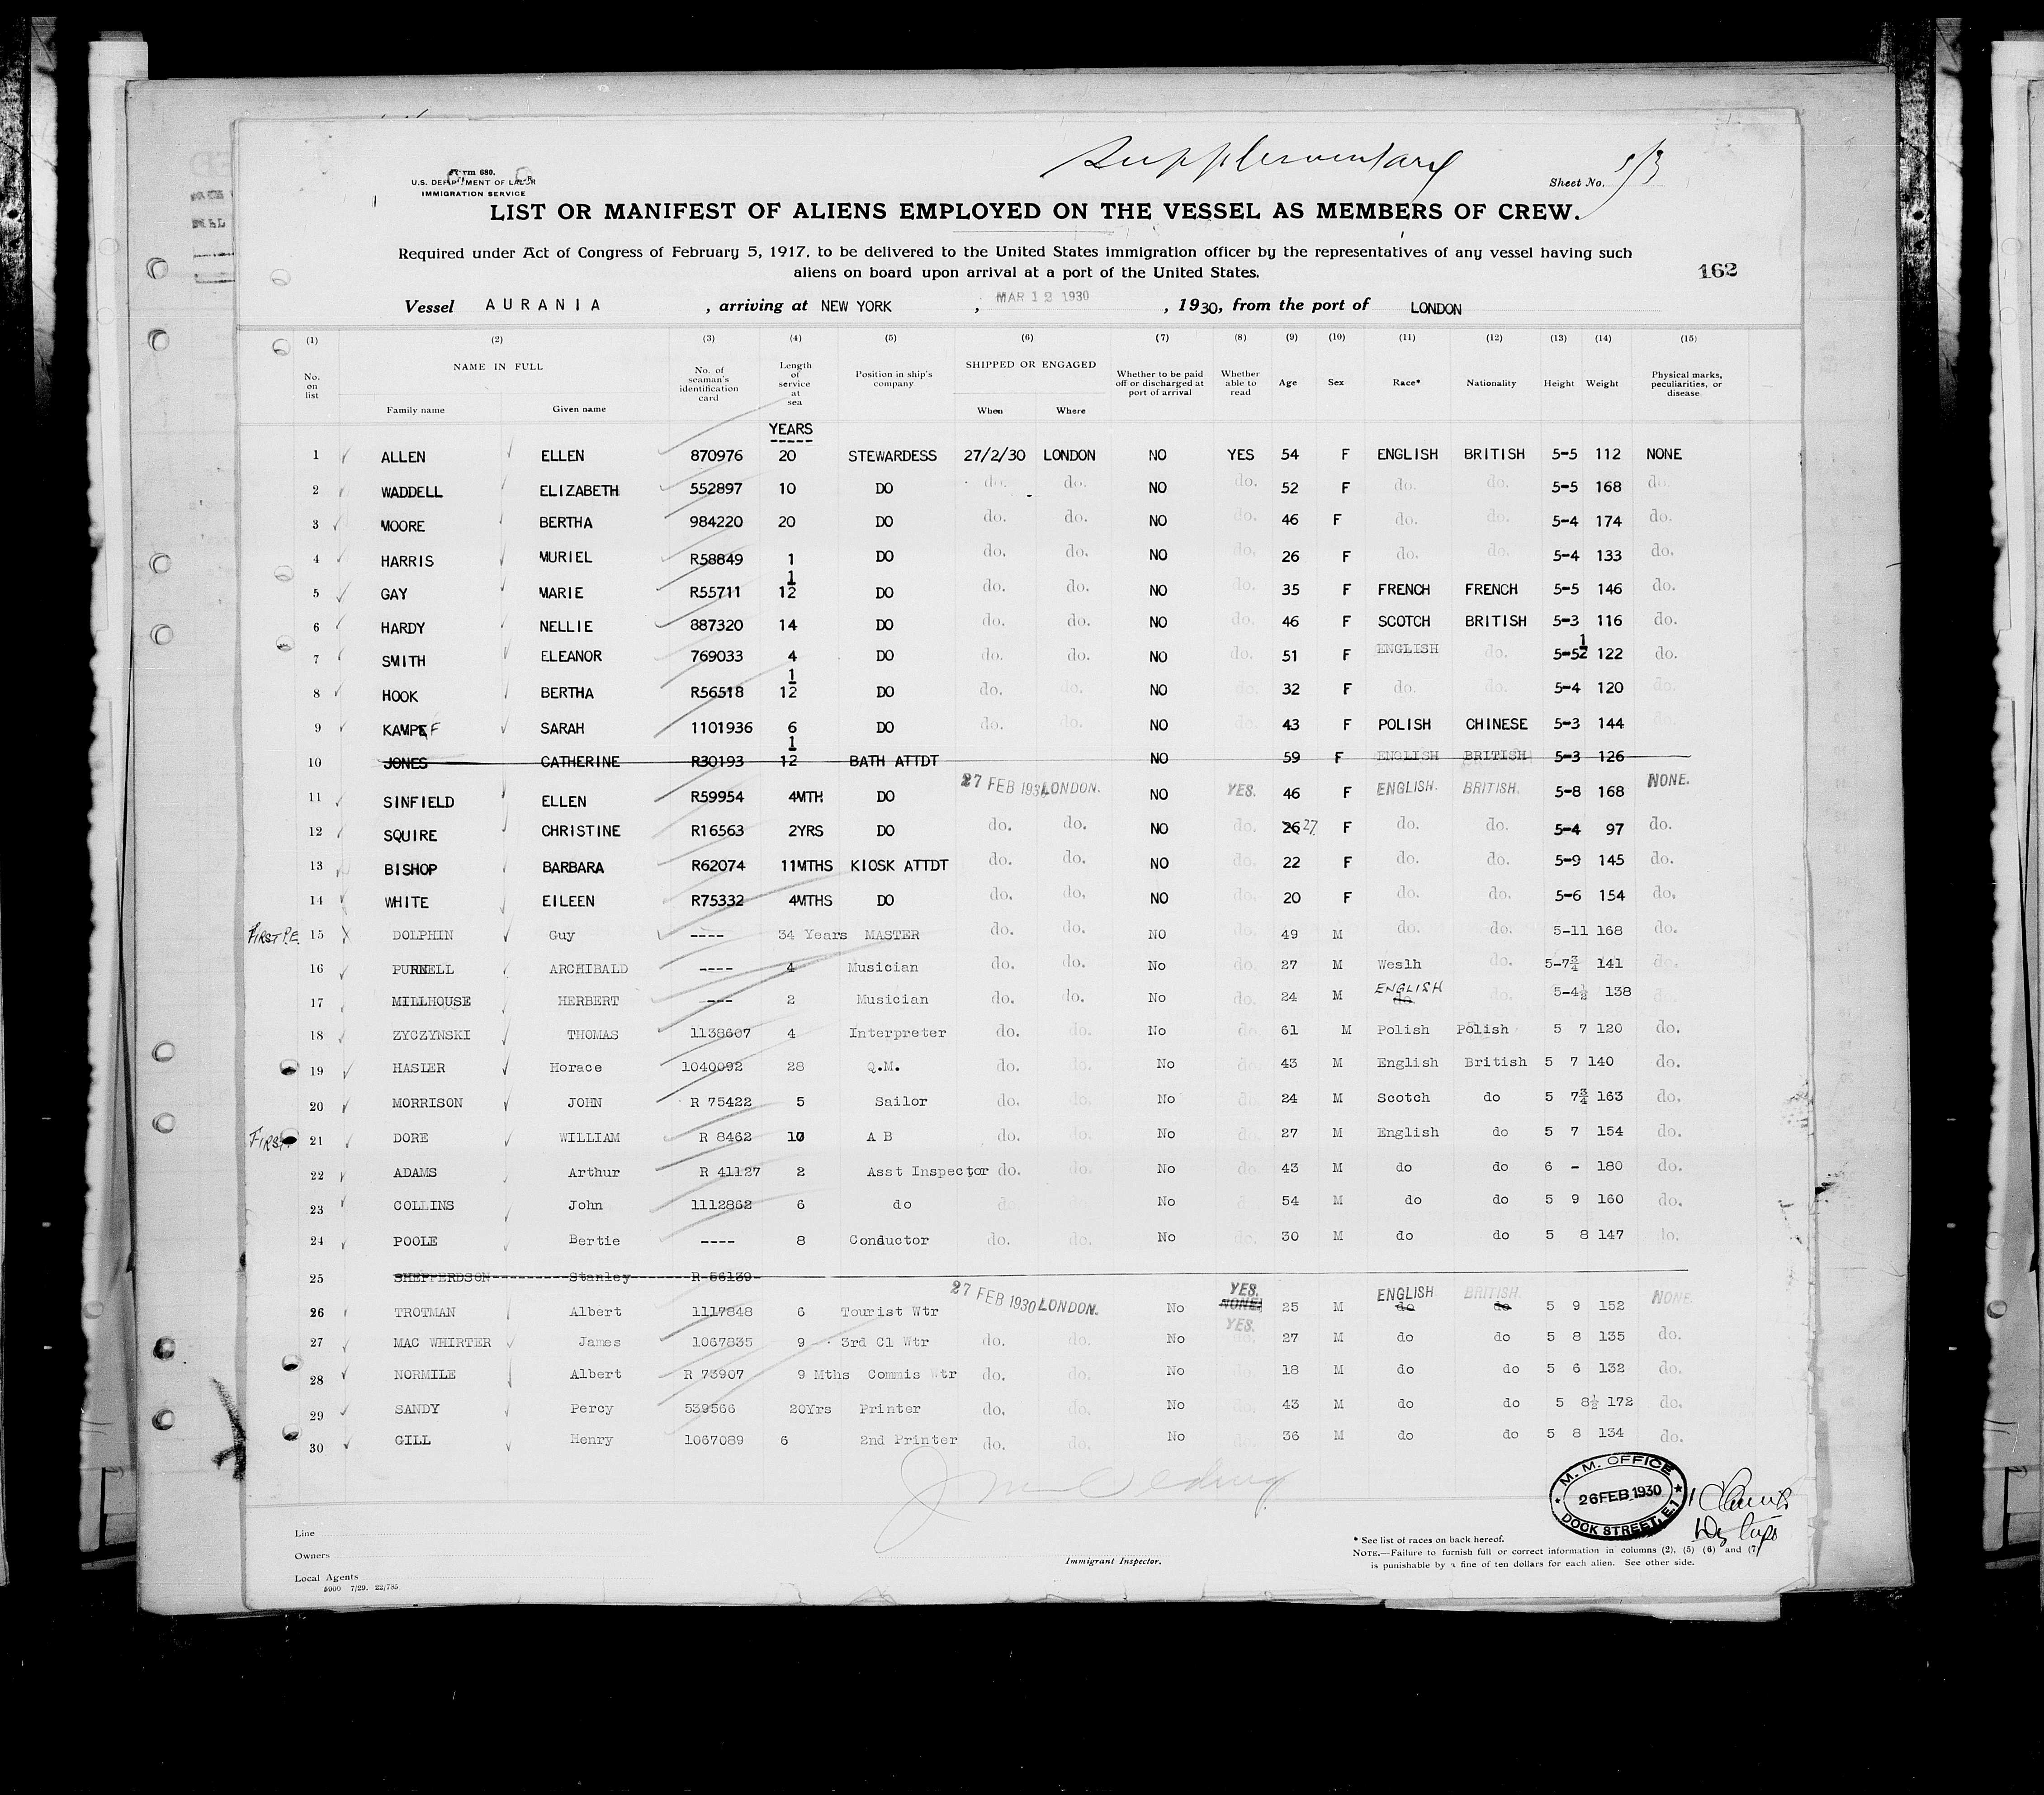 Supplementary
Form 680.
U.S. DEPARTMENT OF LABOR
IMMIGRATION SERVICE
Sheet No.
LIST OR MANIFEST OF ALIENS EMPLOYED ON THE VESSEL AS MEMBERS OF CREW.
Required under Act of Congress of February 5, 1917, to be delivered to the United States immigration officer by the representatives of any vessel having such
aliens on board upon arrival at a port of the United States.
162
Vessel AURANIA, arriving at NEW YORK, MAR 12 1930, 1930, from the port of LONDON
(1) (2) (3) (4) (5) (6) (7) (8) (9) (10) (11) (12) (13) (14) (15)
No. on list NAME IN FULL Family name Given name No. of seaman's identification card Length of service at sea Position in ship's company SHIPPED OR ENGAGED When Where Whether to be paid off or discharged at port of arrival Whether able to read Age Sex Race* Nationality Height Weight Physical marks, peculiarities, or disease
YEARS
1 ALLEN ELLEN 870976 20 STEWARDESS 27/2/30 LONDON NO YES 54 F ENGLISH BRITISH 5-5 112 NONE
2 WADDELL ELIZABETH 552897 10 DO do. do. NO do. 52 F do. do. 5-5 168 do.
3 MOORE BERTHA 984220 20 DO do. do. NO do. 46 F do. do. 5-4 174 do.
4 HARRIS MURIEL R58849 1 DO do. do. NO do. 26 F do. do. 5-4 133 do.
5 GAY MARIE R55711 1/12 DO do. do. NO do. 35 F FRENCH FRENCH 5-5 146 do.
6 HARDY NELLIE 887320 14 DO do. do. NO do. 46 F SCOTCH BRITISH 5-3 116 do.
7 SMITH ELEANOR 769033 4 DO do. do. NO do. 51 F ENGLISH do. 5-5½ 122 do.
8 HOOK BERTHA R56518 1/12 DO do. do. NO do. 32 F do. do. 5-4 120 do.
9 KAMPF SARAH 1101936 6 DO do. do. NO 43 F POLISH CHINESE 5-3 144
10 JONES CATHERINE R30193 1/12 BATH ATTDT NO 59 F ENGLISH BRITISH 5-3 126
11 SINFIELD ELLEN R59954 4MTH DO 27 FEB 1930 LONDON. NO YES. 46 F ENGLISH. BRITISH. 5-8 168 NONE.
12 SQUIRE CHRISTINE R16563 2YRS DO do. do. NO do. 26 27 F do. do. 5-4 97 do.
13 BISHOP BARBARA R62074 11MTHS KIOSK ATTDT do. do. NO do. 22 F do. do. 5-9 145 do.
14 WHITE EILEEN R75332 4MTHS DO do. do. NO do. 20 F do. do. 5-6 154 do.
FIRST P.E. 15 DOLPHIN Guy ---- 34 Years MASTER do. do. NO do. 49 M do. do. 5-11 168 do.
16 PURNELL ARCHIBALD ---- 4 Musician do. do. No do. 27 M Weslh do. 5-7¾ 141 do.
17 MILLHOUSE HERBERT ---- 2 Musician do. do. No do. 24 M ENGLISH do 5-4½ 138
18 ZYCZYNSKI THOMAS 1138607 4 Interpreter do. do. No do. 61 M Polish Polish 5 7 120 do.
19 HASLER Horace 1040092 28 Q.M. do. do. No do. 43 M English British 5 7 140 do.
20 MORRISON JOHN R 75422 5 Sailor do. do. No do. 24 M Scotch do 5 7¾ 163 do.
FIRST 21 DORE WILLIAM R 8462 10 A B do. do. No 27 M English do 5 7 154 do.
22 ADAMS Arthur R 41127 2 Asst Inspector do. do. No do. 43 M do do 6 - 180 do.
23 COLLINS John 1112862 6 do do. No 54 M do do 5 9 160 do.
24 POOLE Bertie ---- 8 Conductor do. do. No do. 30 M do do 5 8 147 do.
25 SHEPPERDSON Stanley R 56139
26 TROTMAN Albert 1117848 6 Tourist Wtr 27 FEB 1930 LONDON. No YES. NONE. 25 M ENGLISH do BRITISH. do 5 9 152 NONE.
27 MAC WHIRTER James 1067835 9 3rd Cl Wtr do. do. No YES. 27 M do do 5 8 135 do.
28 NORMILE Albert R 73907 9 Mths Commis Wtr do. do. No do. 18 M do do 5 6 132 do.
29 SANDY Percy 539566 20Yrs Printer do. do. No do. 43 M do do 5 8½ 172 do.
30 GILL Henry 1067089 6 2nd Printer do. do. No do. 36 M do do 5 8 134 do.
M. M. OFFICE
26 FEB 1930
DOCK STREET, E.1
Line
Owners
Local Agents
5000 7/29. 22/785
Immigrant Inspector.
* See list of races on back hereof.
NOTE.—Failure to furnish full or correct information in columns (2), (5) (6) and (7)
is punishable by a fine of ten dollars for each alien. See other side.